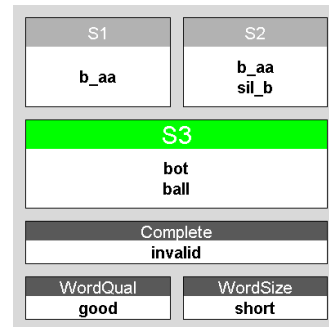 S1 S2
b_aa b_aa
sil_b
S3
bot
ball
Complete
invalid
WordQual WordSize
good short